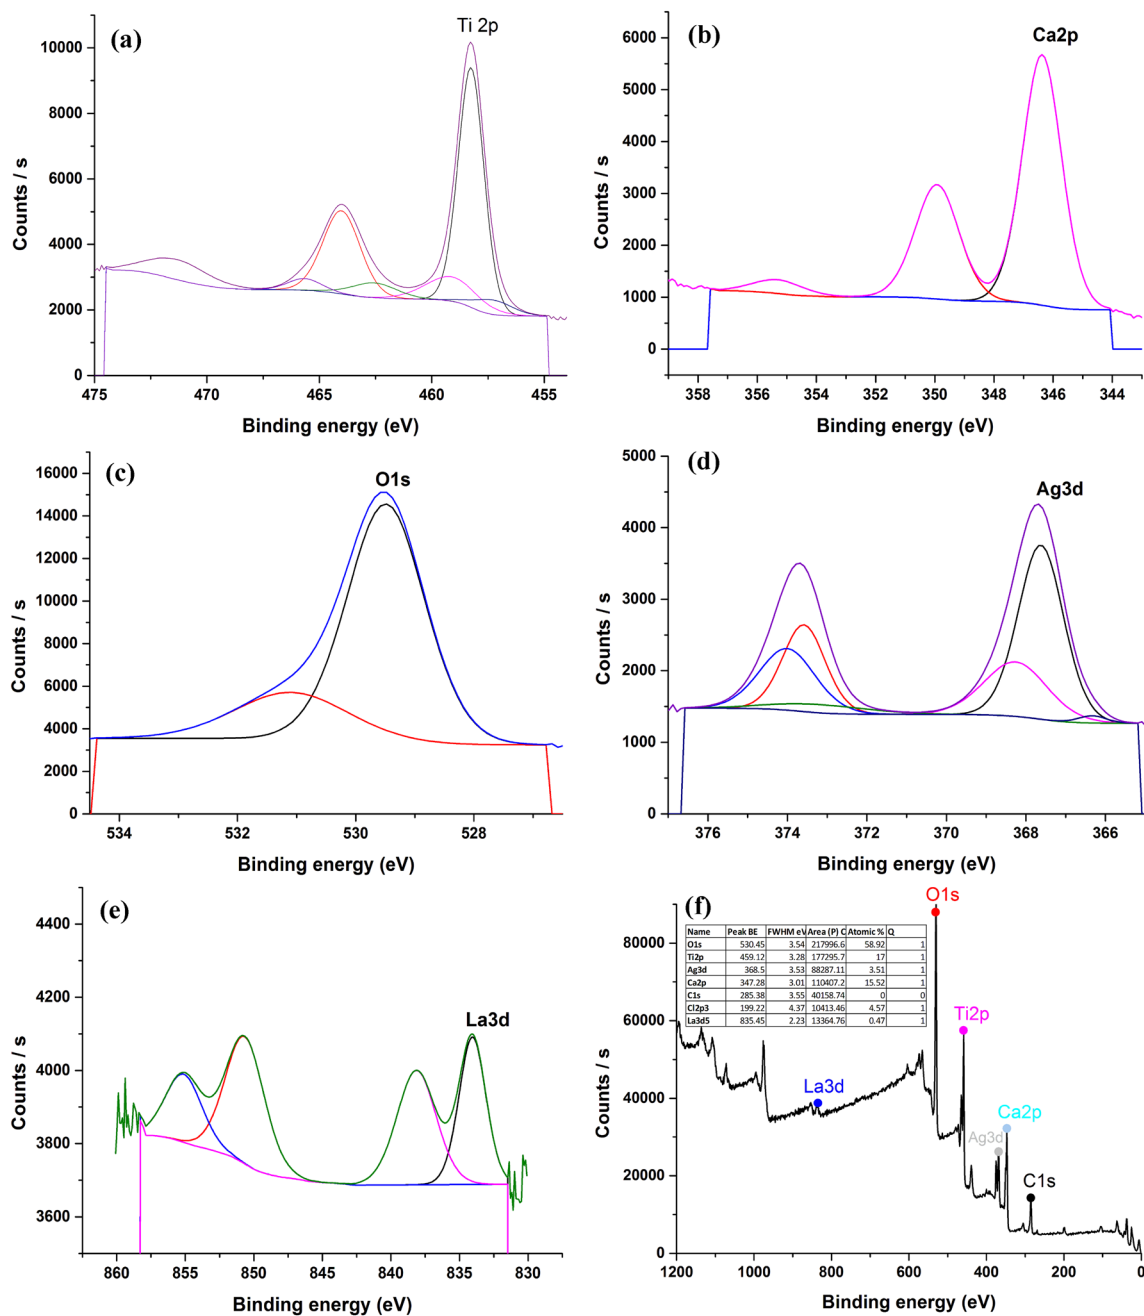 (a)
Ti 2p
10000
8000
6000
4000
2000
0
Counts / s
475 470 465 460 455
Binding energy (eV)
(b)
Ca2p
6000
5000
4000
3000
2000
1000
0
Counts / s
358 356 354 352 350 348 346 344
Binding energy (eV)
(c)
O1s
16000
14000
12000
10000
8000
6000
4000
2000
0
Counts / s
534 532 530 528
Binding energy (eV)
(d)
Ag3d
5000
4000
3000
2000
1000
0
Counts / s
376 374 372 370 368 366
Binding energy (eV)
(e)
La3d
4400
4200
4000
3800
3600
Counts / s
860 855 850 845 840 835 830
Binding energy (eV)
(f)
O1s
Ti2p
La3d
Ca2p
Ag3d
C1s
Name Peak BE FWHM eV Area (P) C Atomic % Q
O1s 530.45 3.54 217996.6 58.92 1
Ti2p 459.12 3.28 177295.7 17 1
Ag3d 368.5 3.53 88287.11 3.51 1
Ca2p 347.28 3.01 110407.2 15.52 1
C1s 285.38 3.55 40158.74 0 0
Cl2p3 199.22 4.37 10413.46 4.57 1
La3d5 835.45 2.23 13364.76 0.47 1
80000
60000
40000
20000
0
Counts / s
1200 1000 800 600 400 200 0
Binding energy (eV)